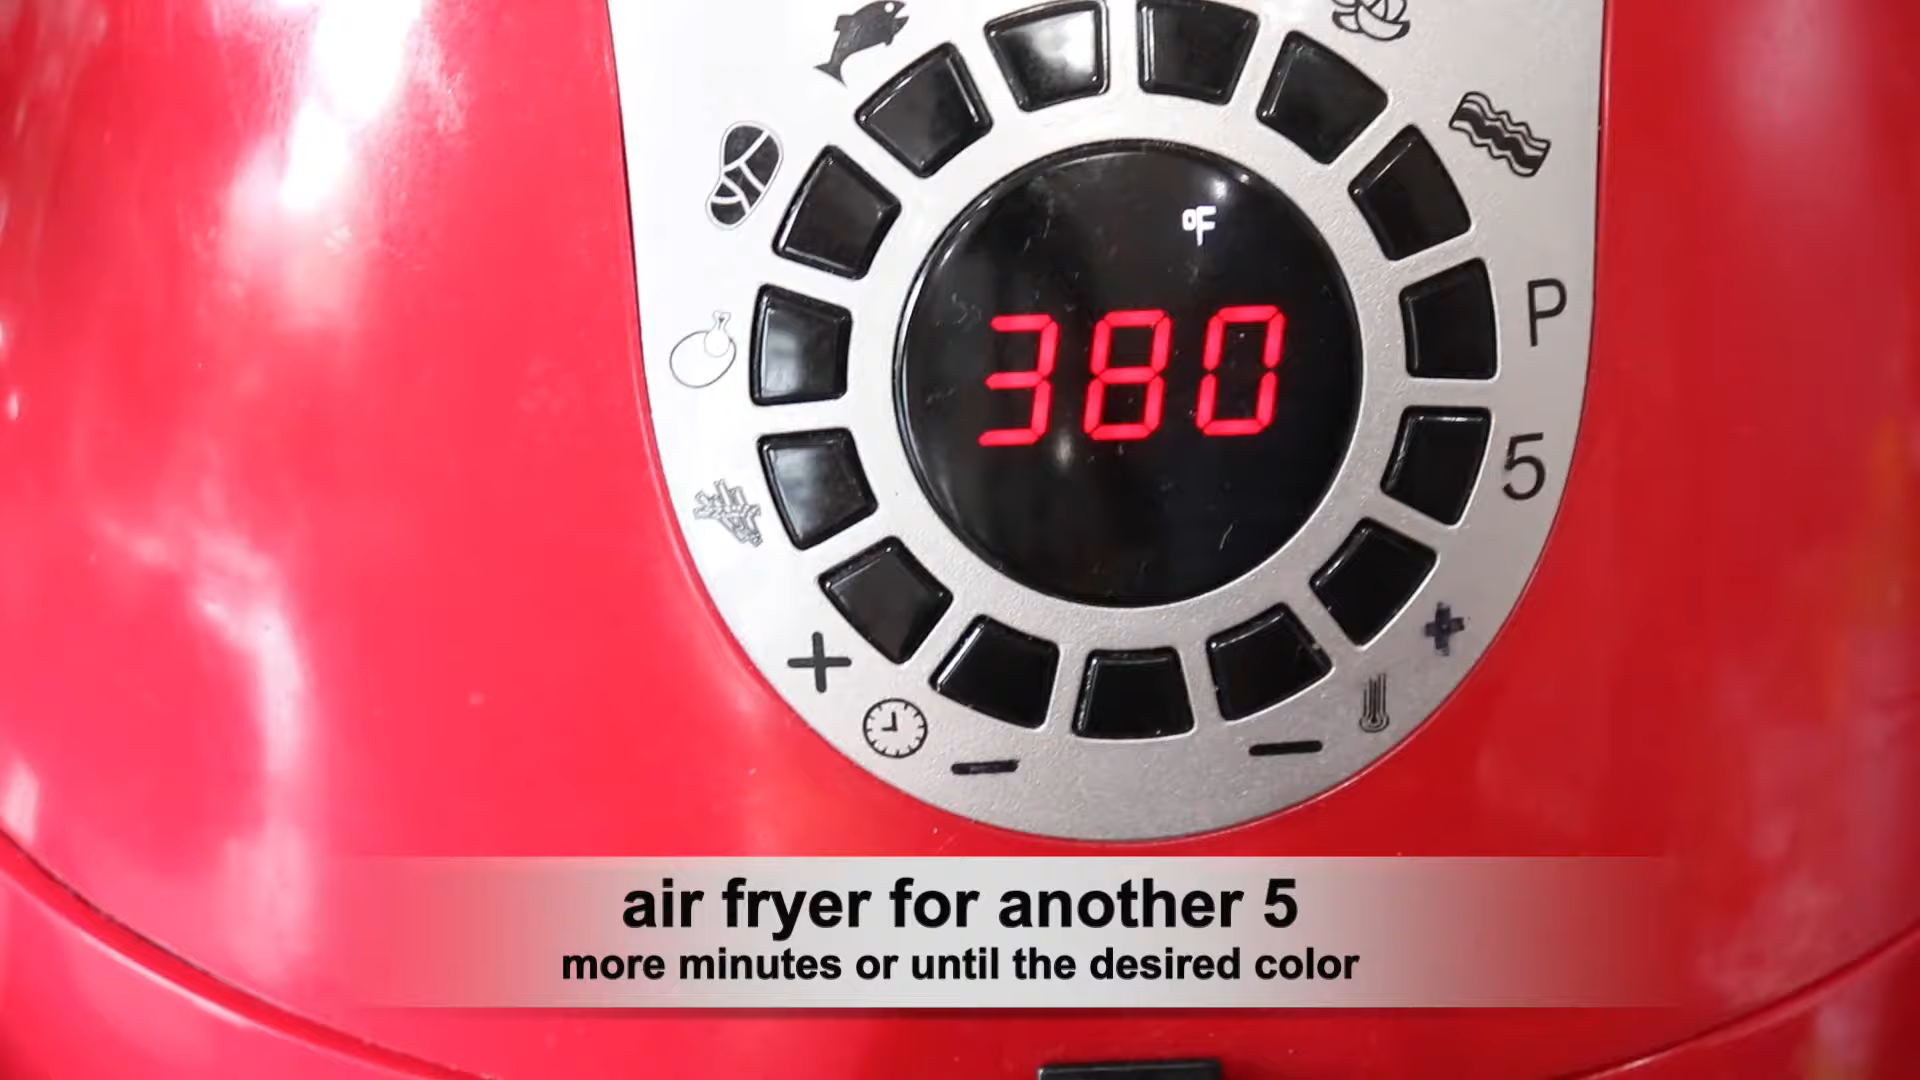 °F
380
P
5
air fryer for another 5
more minutes or until the desired color